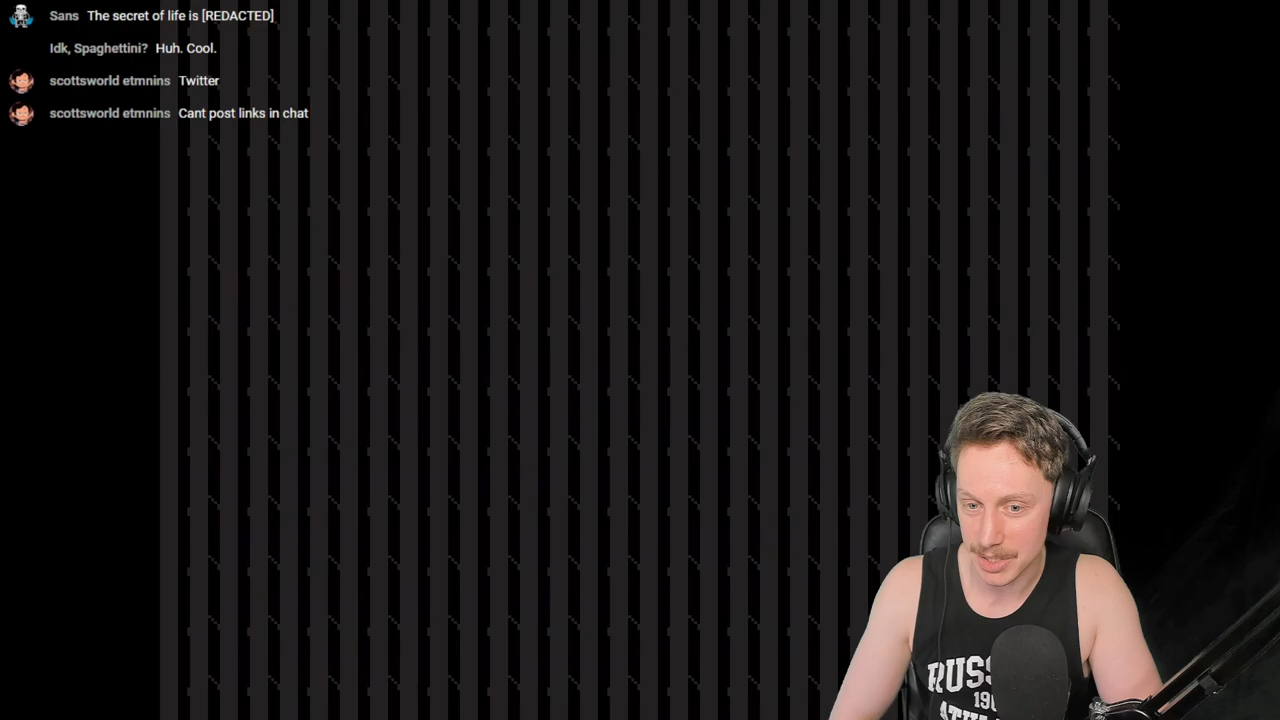 Sans The secret of life is [REDACTED]
Idk, Spaghettini? Huh. Cool.
scottsworld etmnins Twitter
scottsworld etmnins Cant post links in chat